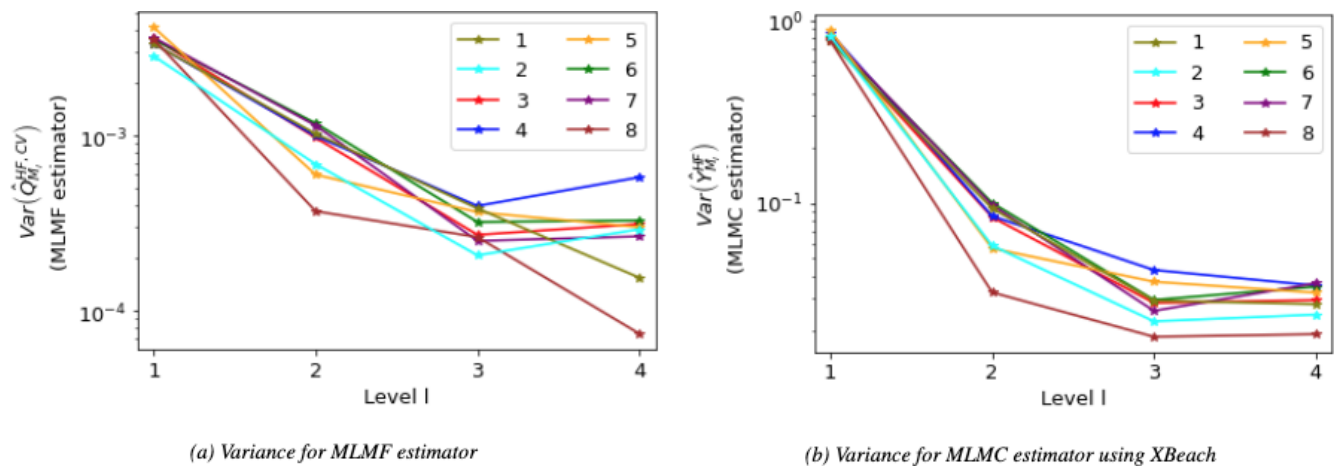 10^{-3}
10^{-4}
Var(\hat{Q}^{HF,CV}_{M_l})
(MLMF estimator)
1 5
2 6
3 7
4 8
1 2 3 4
Level l
(a) Variance for MLMF estimator
10^{0}
10^{-1}
Var(\hat{Y}^{HF}_{M_l})
(MLMC estimator)
1 5
2 6
3 7
4 8
1 2 3 4
Level l
(b) Variance for MLMC estimator using XBeach